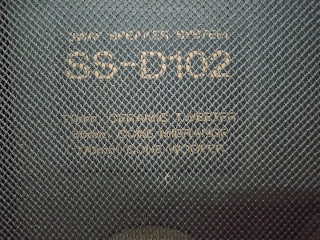 3WAY SPEAKER SYSTEM
SS-D102
CERAMIC TWEETER
CONE MIDRANGE
CONE WOOFER